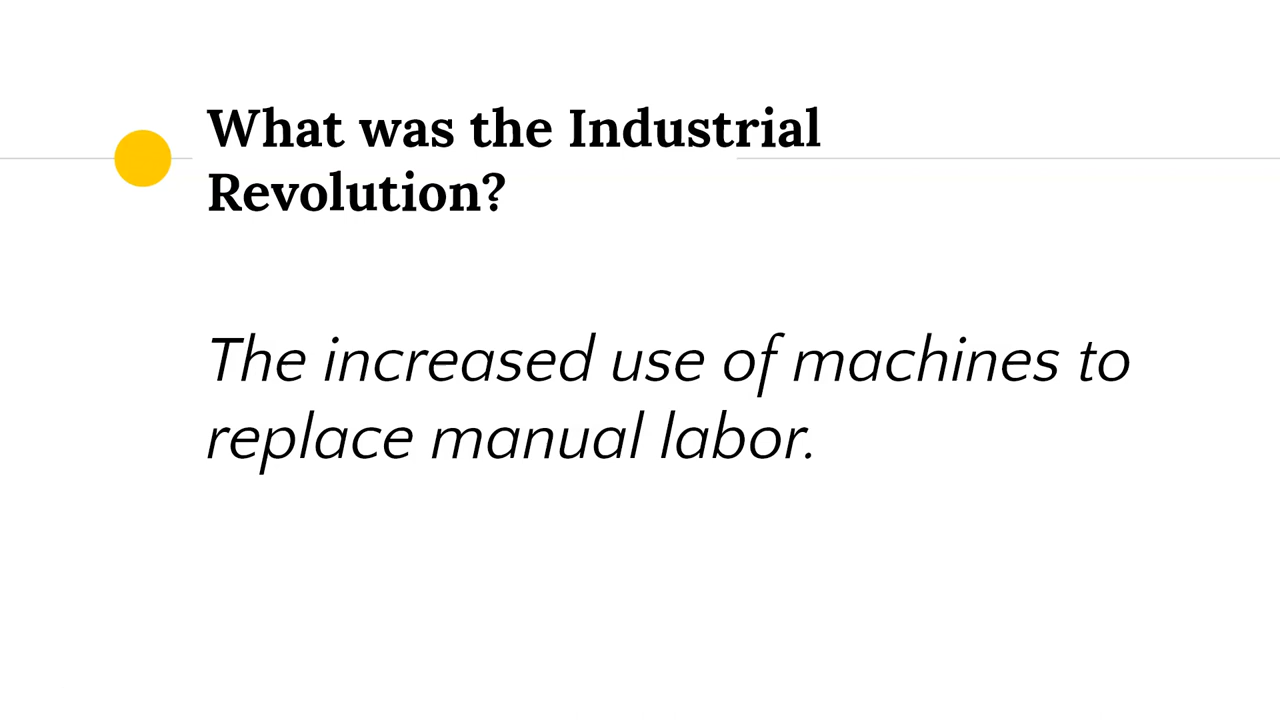 What was the Industrial
Revolution?
The increased use of machines to
replace manual labor.